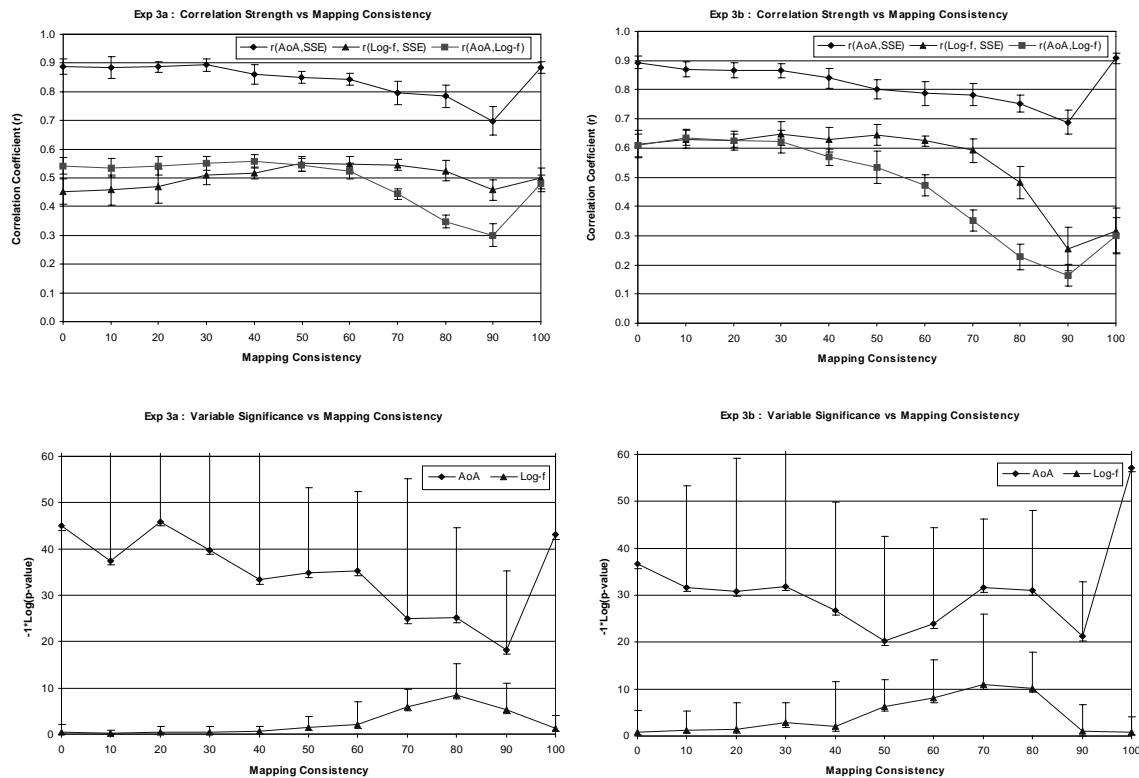 Exp 3a : Correlation Strength vs Mapping Consistency
r(AoA,SSE) r(Log-f, SSE) r(AoA,Log-f)
Correlation Coefficient (r)
1.0
0.9
0.8
0.7
0.6
0.5
0.4
0.3
0.2
0.1
0.0
0 10 20 30 40 50 60 70 80 90 100
Mapping Consistency
Exp 3b : Correlation Strength vs Mapping Consistency
r(AoA,SSE) r(Log-f, SSE) r(AoA,Log-f)
Correlation Coefficient (r)
1.0
0.9
0.8
0.7
0.6
0.5
0.4
0.3
0.2
0.1
0.0
0 10 20 30 40 50 60 70 80 90 100
Mapping Consistency
Exp 3a : Variable Significance vs Mapping Consistency
AoA Log-f
-1*Log(p-value)
60
50
40
30
20
10
0
0 10 20 30 40 50 60 70 80 90 100
Mapping Consistency
Exp 3b : Variable Significance vs Mapping Consistency
AoA Log-f
-1*Log(p-value)
60
50
40
30
20
10
0
0 10 20 30 40 50 60 70 80 90 100
Mapping Consistency